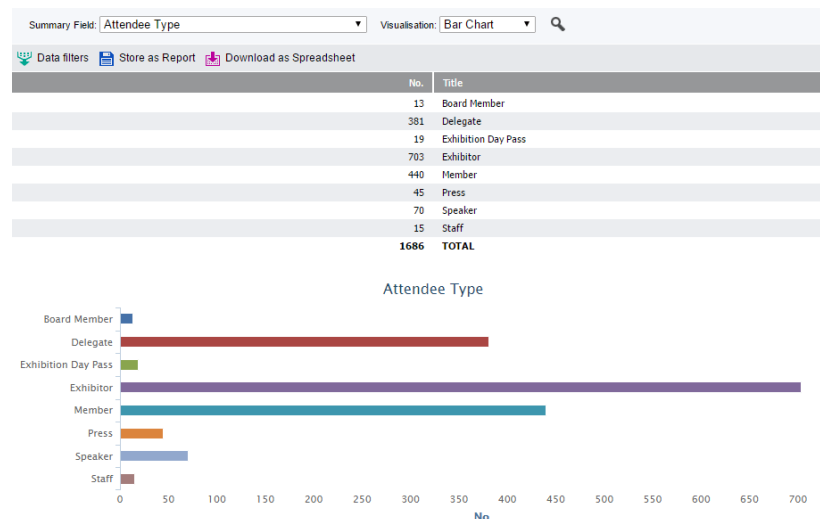 Summary Field: Attendee Type Visualisation: Bar Chart
Data filters Store as Report Download as Spreadsheet
No. Title
13 Board Member
381 Delegate
19 Exhibition Day Pass
703 Exhibitor
440 Member
45 Press
70 Speaker
15 Staff
1686 TOTAL
Attendee Type
Board Member
Delegate
Exhibition Day Pass
Exhibitor
Member
Press
Speaker
Staff
0 50 100 150 200 250 300 350 400 450 500 550 600 650 700
No